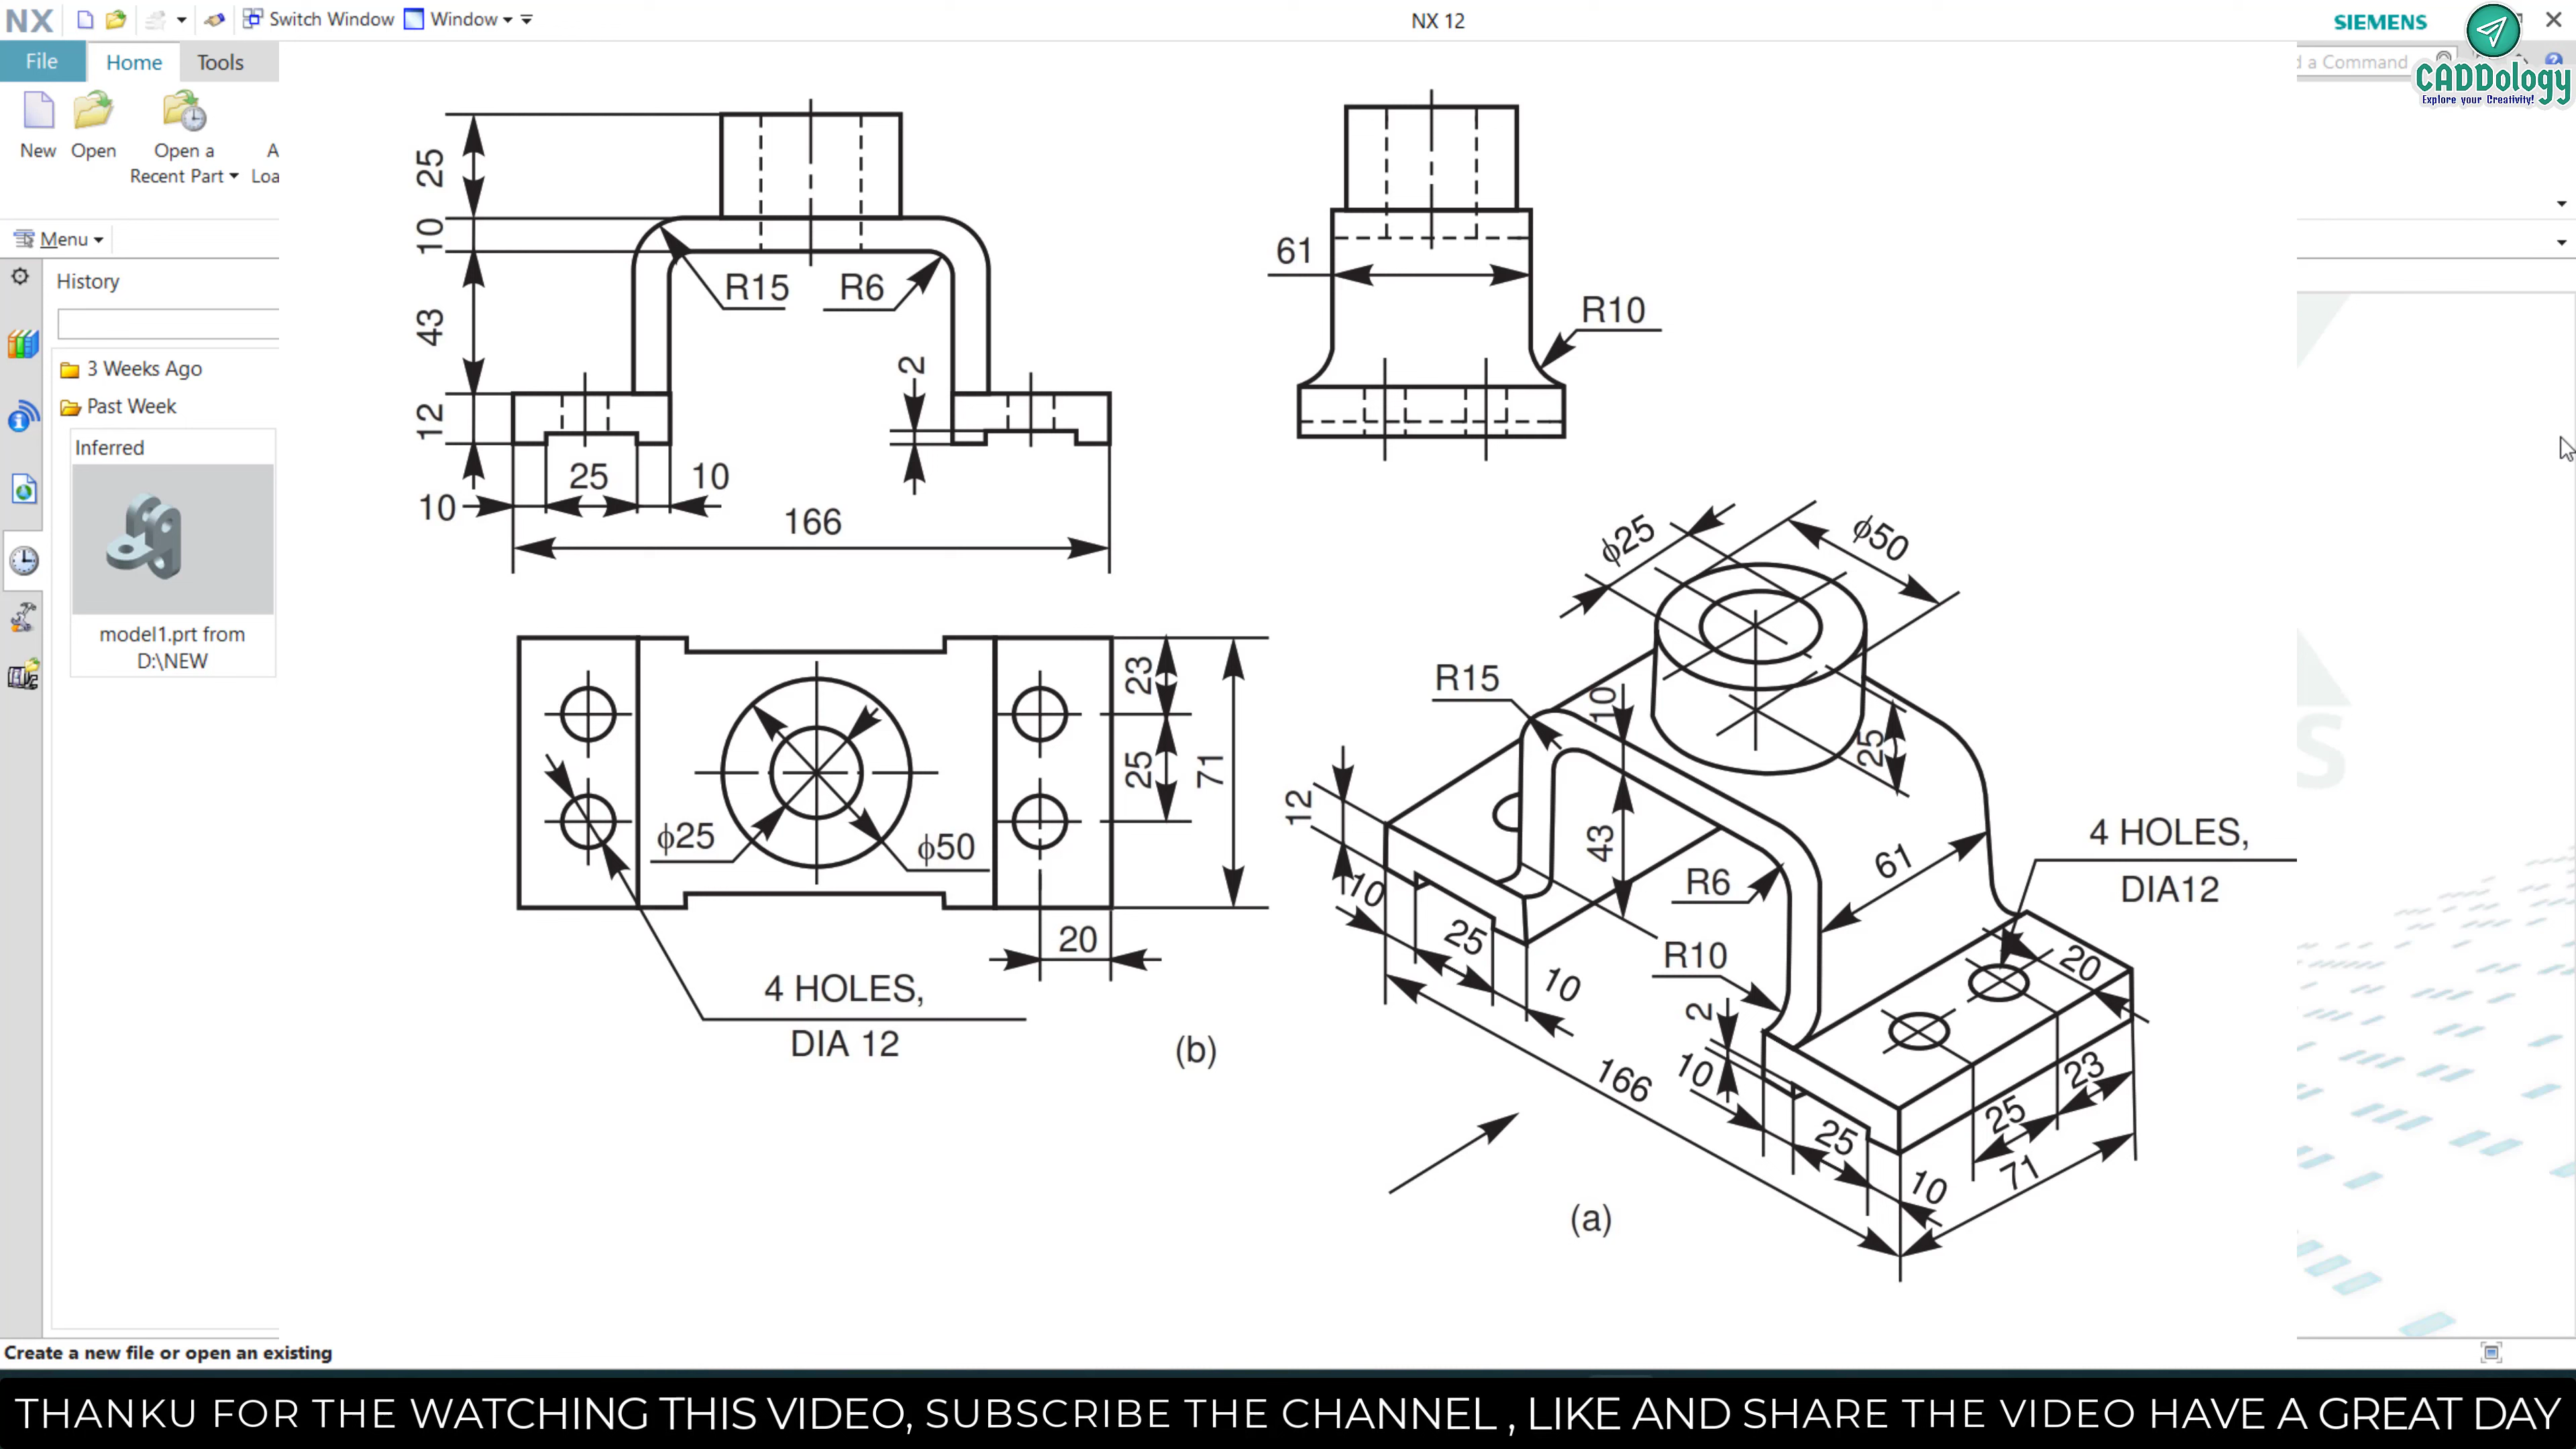 NX
Switch Window
Window
NX 12
SIEMENS
File
Home
Tools
a Command
CADDology
Explore your Creativity!
New
Open
Open a
Recent Part
A
Loa
Menu
History
3 Weeks Ago
Past Week
Inferred
model1.prt from
D:\NEW
25
10
43
12
R15
R6
2
25
10
10
166
61
R10
ϕ25
ϕ50
23
25
71
20
4 HOLES,
DIA 12
(b)
ϕ25
ϕ50
R15
10
25
12
43
R6
61
4 HOLES,
DIA12
10
25
10
R10
2
10
166
20
25
10
25
23
71
(a)
Create a new file or open an existing
THANKU FOR THE WATCHING THIS VIDEO, SUBSCRIBE THE CHANNEL , LIKE AND SHARE THE VIDEO HAVE A GREAT DAY